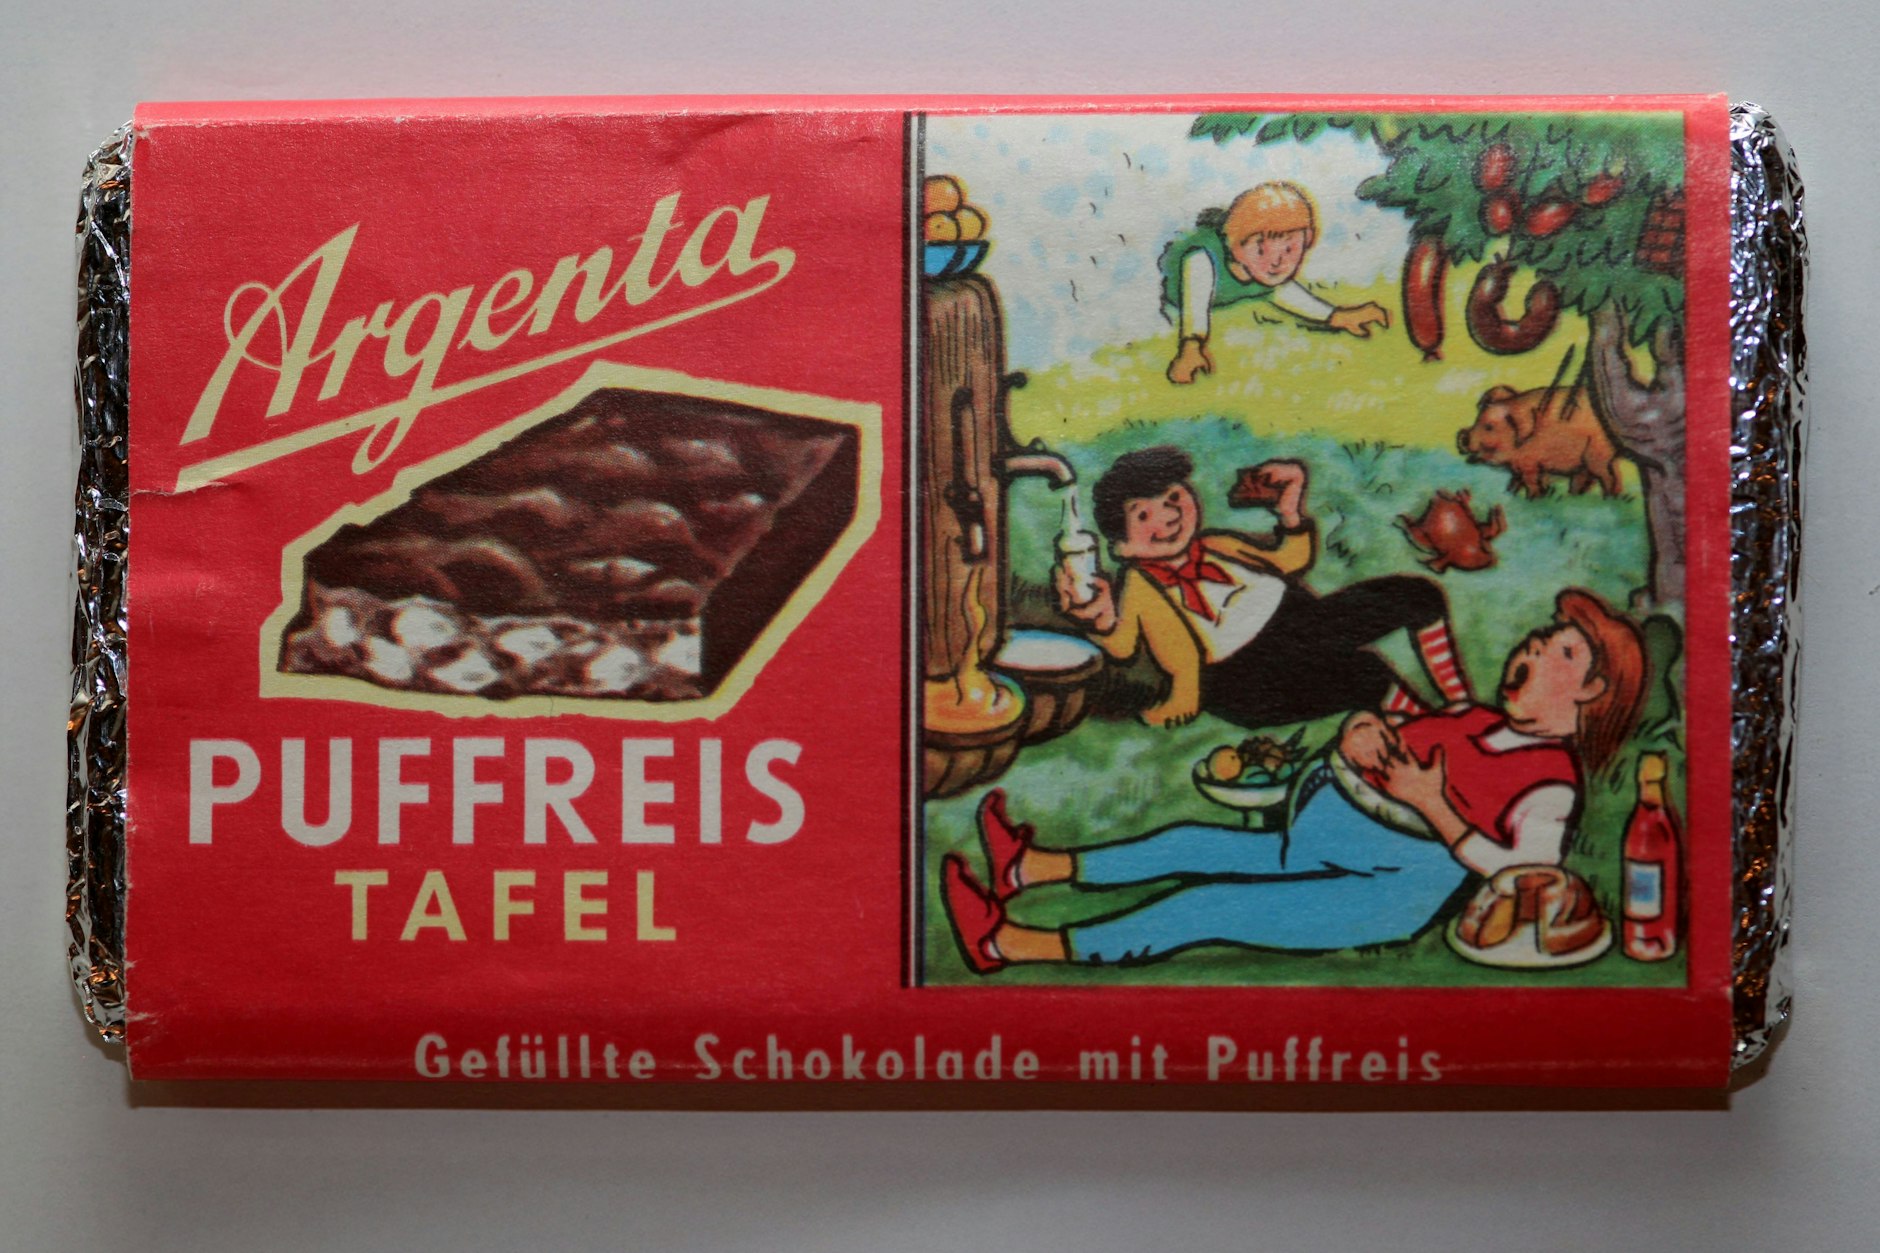 Argenta
PUFFREIS
TAFEL
Gefüllte Schokolade mit Puffreis